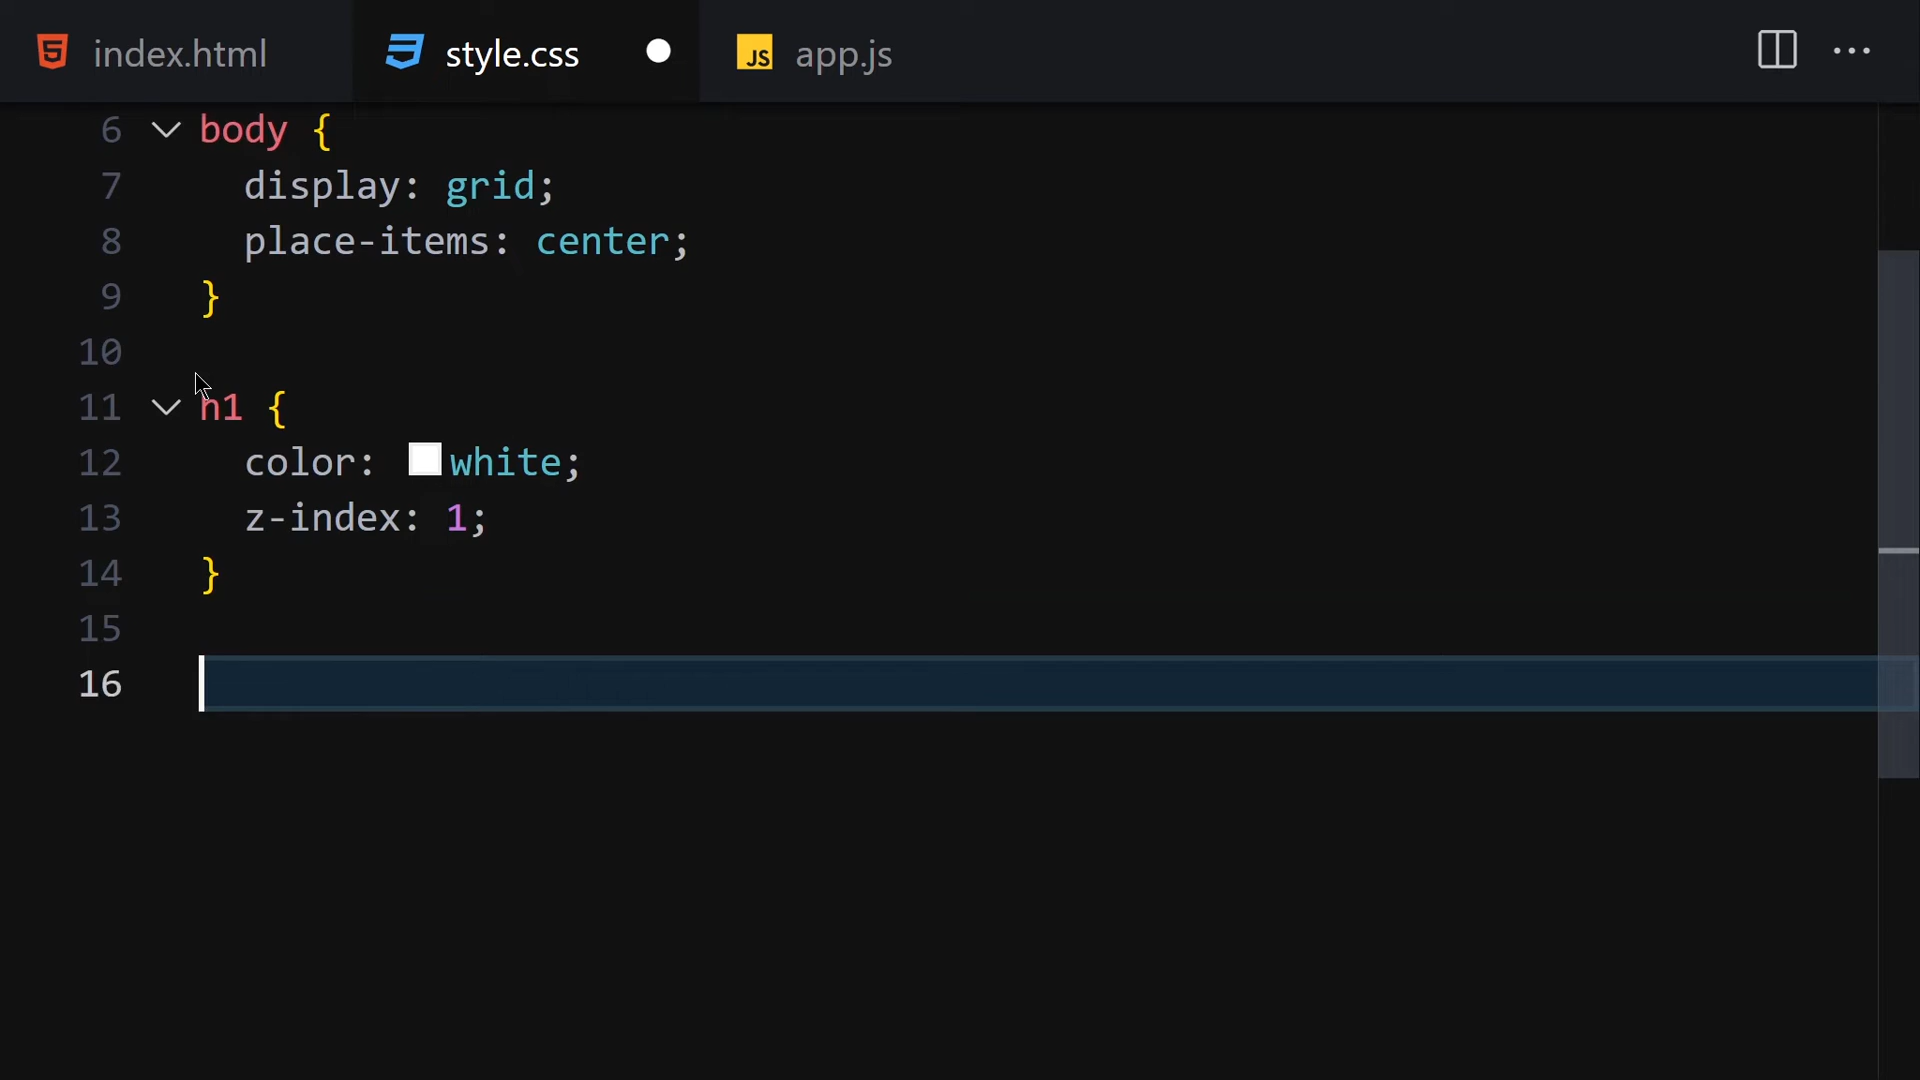 index.html style.css JS app.js
6 body {
7 display: grid;
8 place-items: center;
9 }
10
11 h1 {
12 color: white;
13 z-index: 1;
14 }
15
16